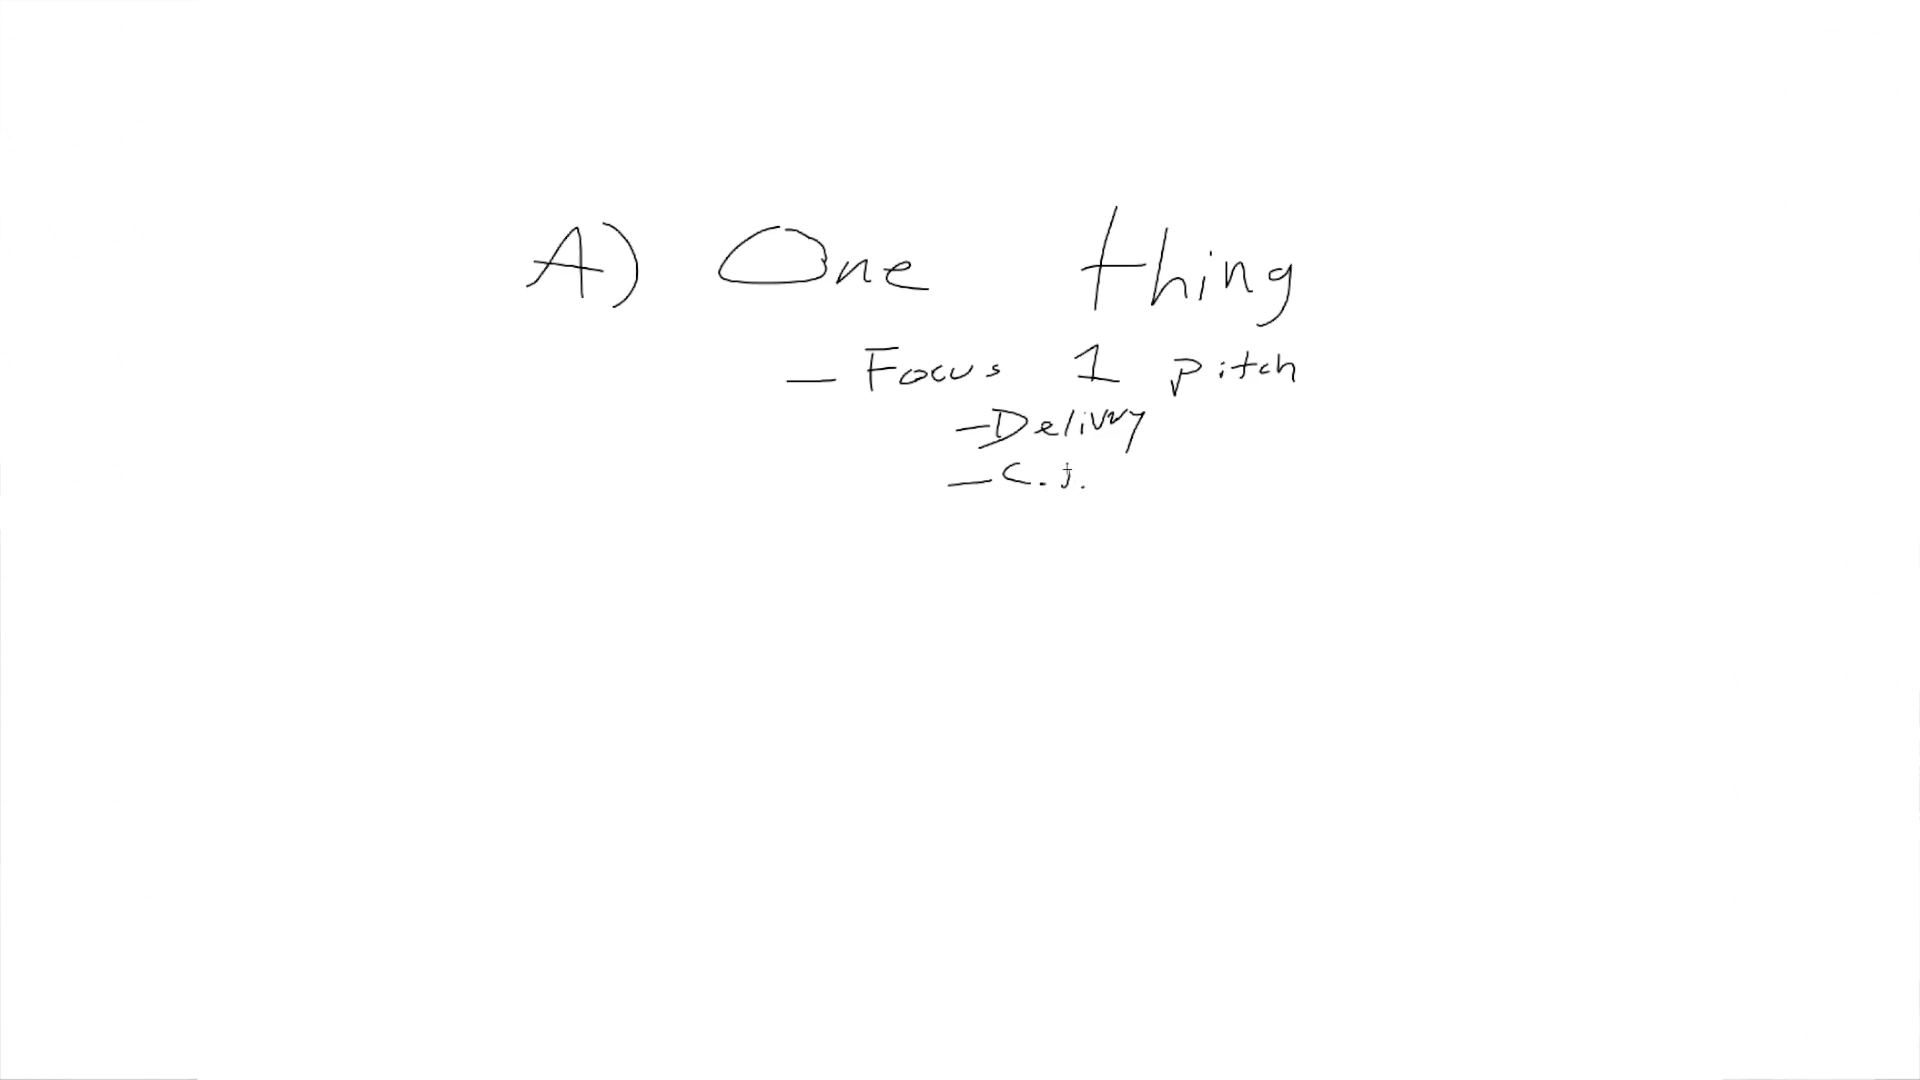 A) One thing
- Focus 1 pitch
- Delivery
- C.